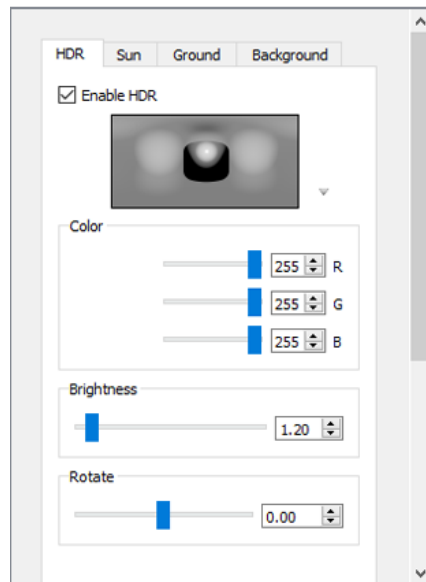 HDR Sun Ground Background
Enable HDR
Color
255 R
255 G
255 B
Brightness
1.20
Rotate
0.00